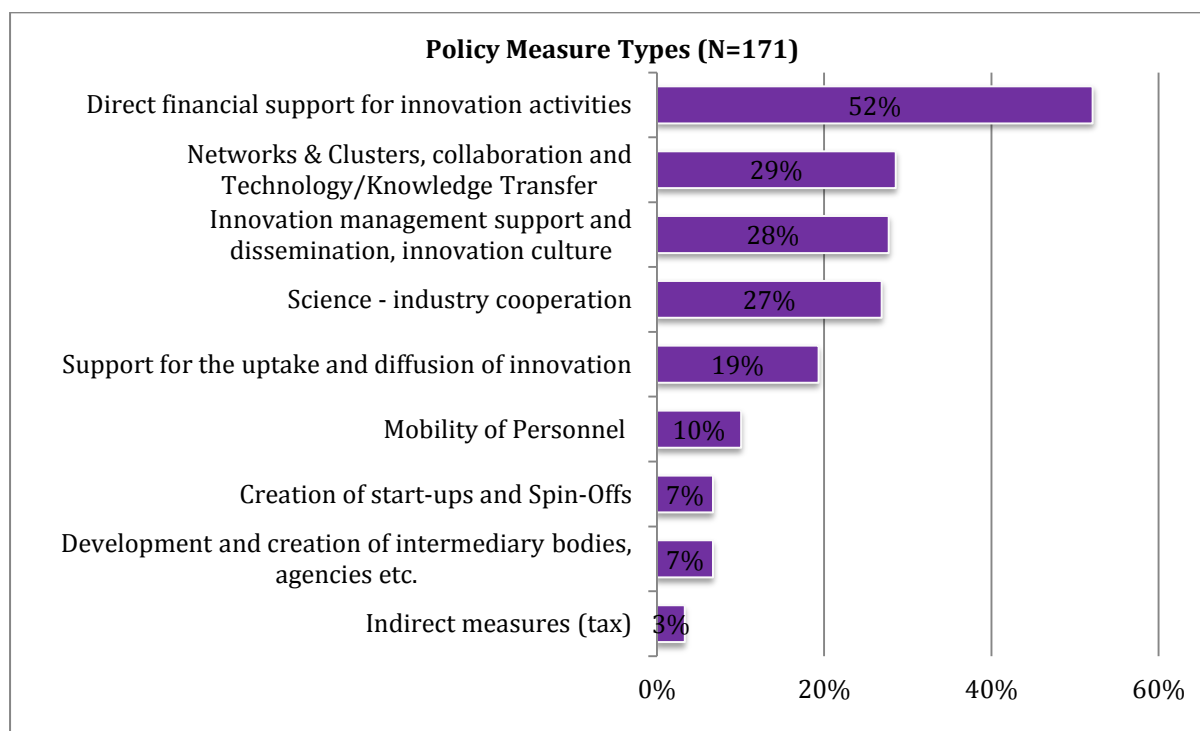 Policy Measure Types (N=171)
Direct financial support for innovation activities
52%
Networks & Clusters, collaboration and
Technology/Knowledge Transfer
29%
Innovation management support and
dissemination, innovation culture
28%
Science - industry cooperation
27%
Support for the uptake and diffusion of innovation
19%
Mobility of Personnel
10%
Creation of start-ups and Spin-Offs
7%
Development and creation of intermediary bodies,
agencies etc.
7%
Indirect measures (tax)
3%
0% 20% 40% 60%